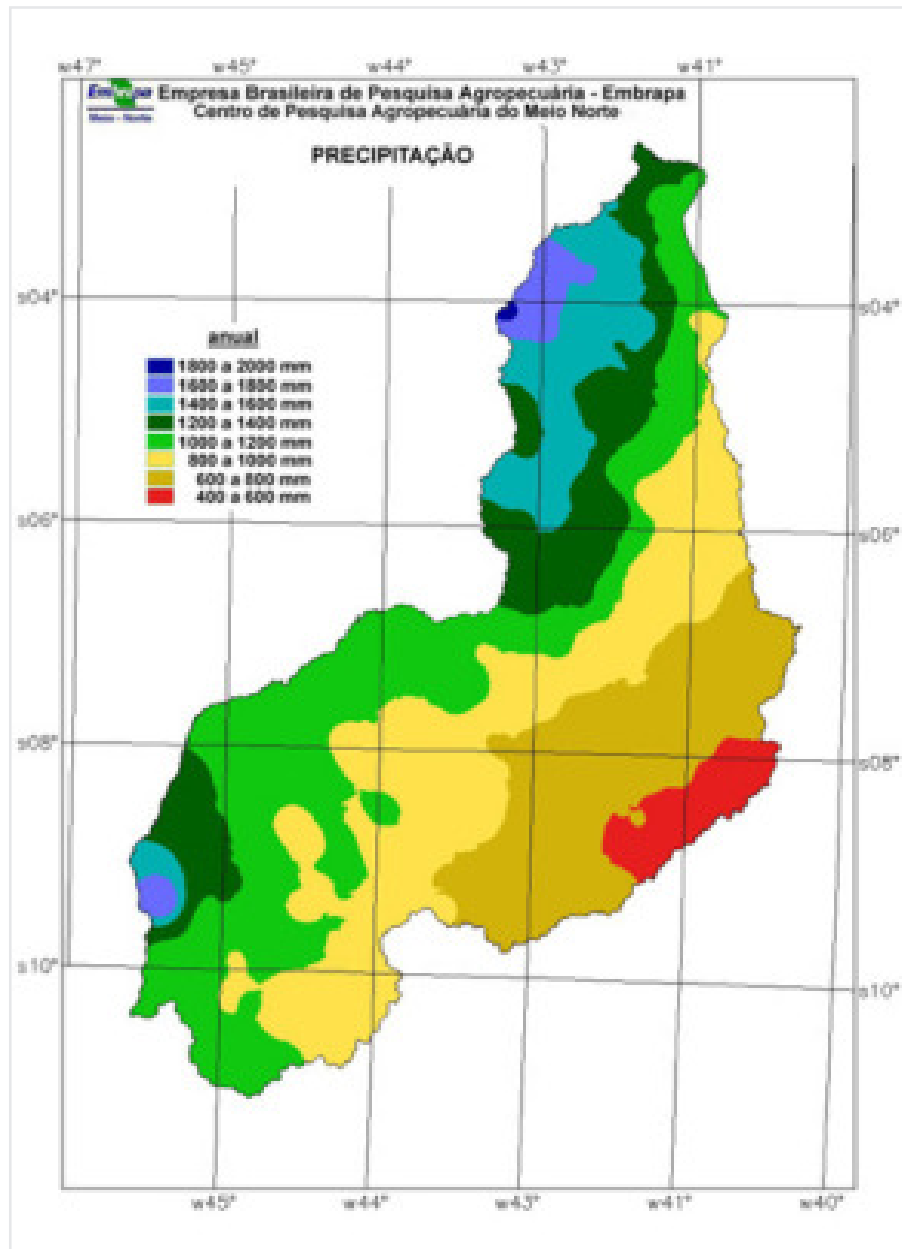 w47° w45° w44° w43° w41°
Embrapa
Meio - Norte
Empresa Brasileira de Pesquisa Agropecuária - Embrapa
Centro de Pesquisa Agropecuária do Meio Norte
PRECIPITAÇÃO
s04° s04°
anual
1800 a 2000 mm
1600 a 1800 mm
1400 a 1600 mm
1200 a 1400 mm
1000 a 1200 mm
800 a 1000 mm
600 a 800 mm
400 a 600 mm
s06° s06°
s08° s08°
s10° s10°
w45° w44° w43° w41° w40°